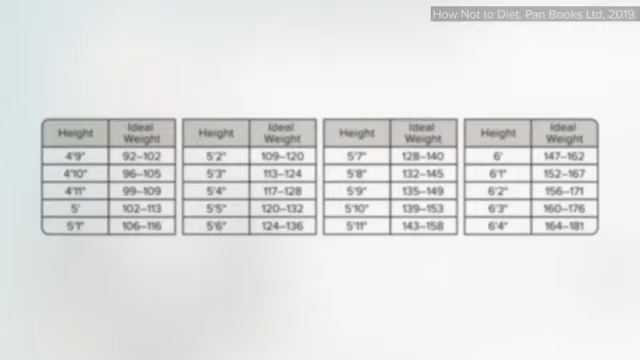 How Not to Diet, Pan Books Ltd, 2019
Height Ideal Weight Height Ideal Weight Height Ideal Weight Height Ideal Weight
4'9" 92–102 5'2" 109–120 5'7" 128–140 6' 147–162
4'10" 96–105 5'3" 113–124 5'8" 132–145 6'1" 152–167
4'11" 99–109 5'4" 117–128 5'9" 135–149 6'2" 156–171
5' 102–113 5'5" 120–132 5'10" 139–153 6'3" 160–176
5'1" 106–116 5'6" 124–136 5'11" 143–158 6'4" 164–181